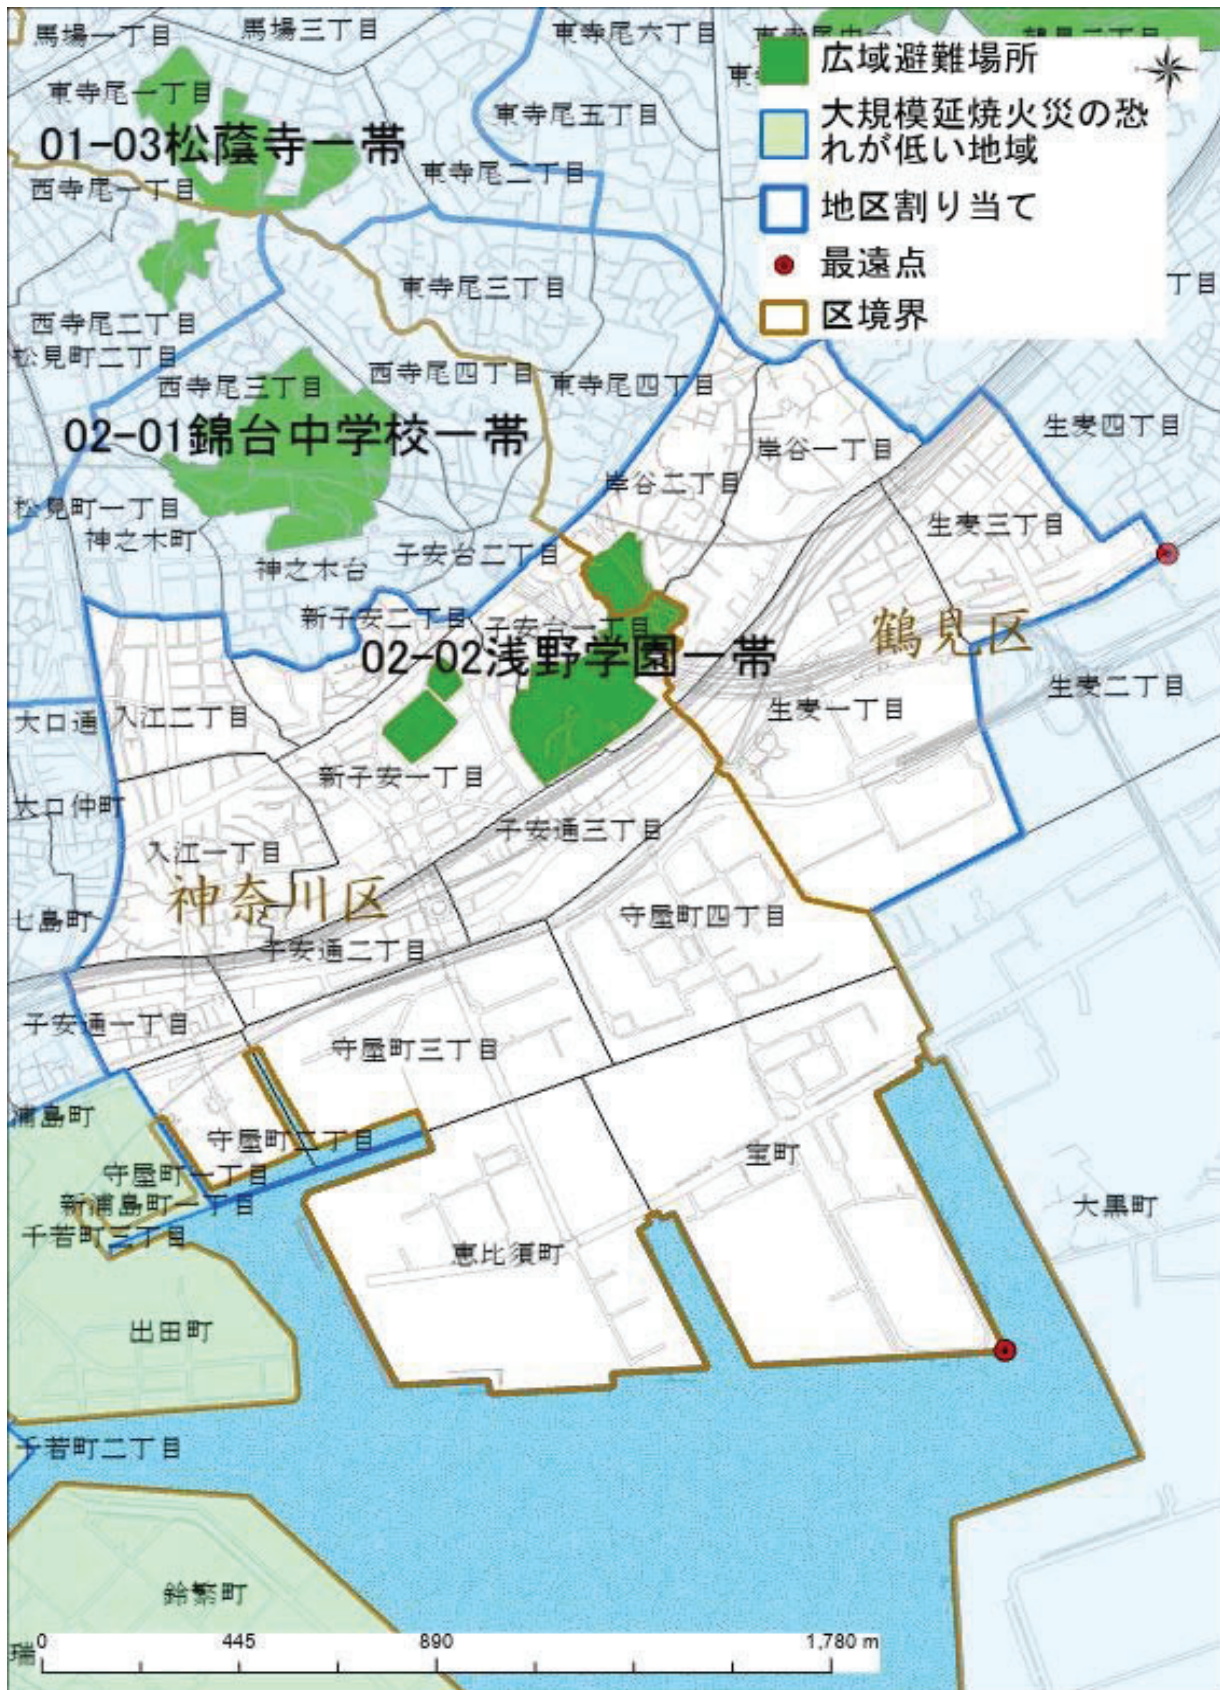 馬場一丁目
馬場三丁目
東寺尾六丁目
広域避難場所
東寺尾一丁目
東寺尾五丁目
大規模延焼火災の恐
れが低い地域
01-03松蔭寺一帯
西寺尾一丁目
東寺尾二丁目
地区割り当て
最遠点
東寺尾三丁目
丁目
区境界
西寺尾二丁目
松見町二丁目
西寺尾三丁目
西寺尾四丁目
東寺尾四丁目
02-01錦台中学校一帯
生麦四丁目
岸谷一丁目
岸谷二丁目
松見町一丁目
神之木町
生麦三丁目
神之木台
子安台二丁目
新子安二丁目
子安台一丁目
鶴見区
02-02浅野学園一帯
生麦二丁目
大口通
入江二丁目
生麦一丁目
新子安一丁目
大口仲町
子安通三丁目
入江一丁目
神奈川区
七島町
守屋町四丁目
子安通二丁目
子安通一丁目
守屋町三丁目
浦島町
守屋町二丁目
宝町
守屋町一丁目
新浦島町一丁目
大黒町
千若町三丁目
恵比須町
出田町
千若町二丁目
鈴繁町
瑞
0 445 890 1,780 m